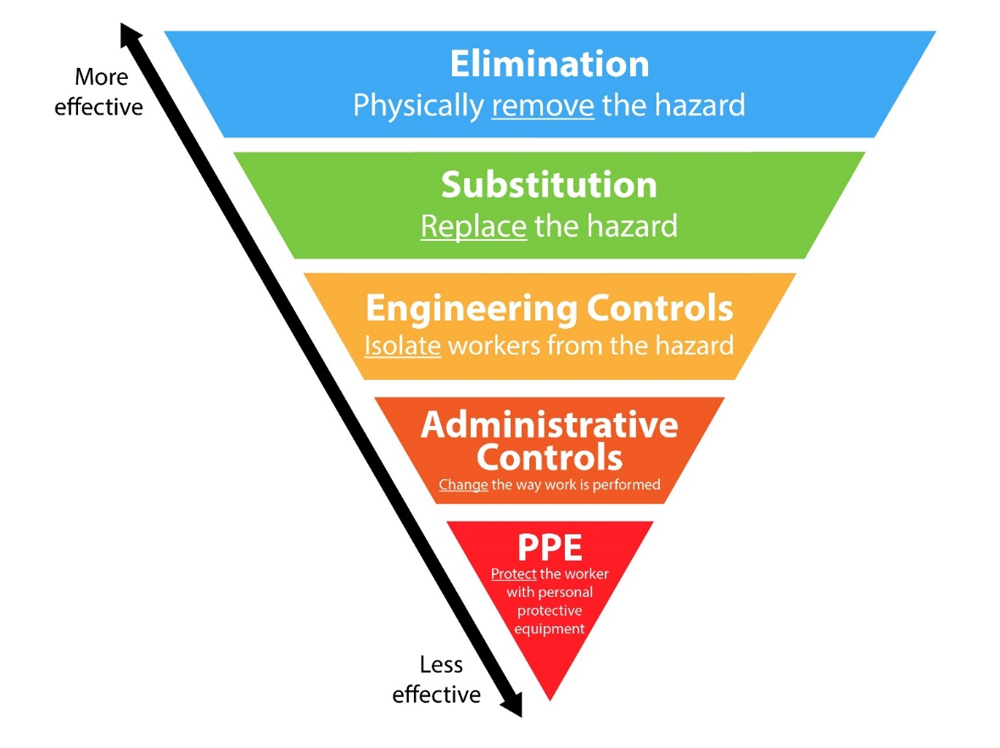 More
effective
Elimination
Physically remove the hazard
Substitution
Replace the hazard
Engineering Controls
Isolate workers from the hazard
Administrative
Controls
Change the way work is performed
PPE
Protect the worker
with personal
protective
equipment
Less
effective